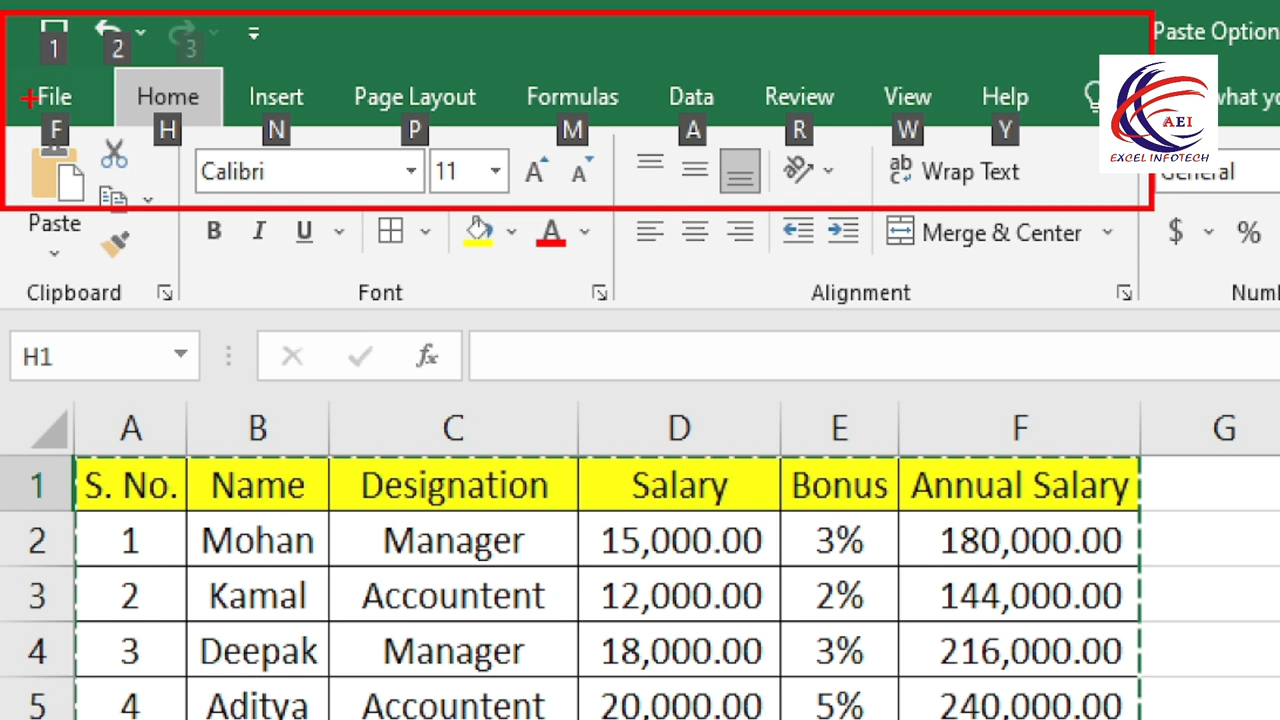 Paste Option
1 2 3
File Home Insert Page Layout Formulas Data Review View Help what yo
F H N P M A R W Y
AEI
EXCEL INFOTECH
Calibri 11 A A ab Wrap Text General
Paste B I U A Merge & Center $ %
Clipboard Font Alignment Num
H1 fx
A B C D E F G
1 S. No. Name Designation Salary Bonus Annual Salary
2 1 Mohan Manager 15,000.00 3% 180,000.00
3 2 Kamal Accountent 12,000.00 2% 144,000.00
4 3 Deepak Manager 18,000.00 3% 216,000.00
5 4 Aditya Accountent 20,000.00 5% 240,000.00